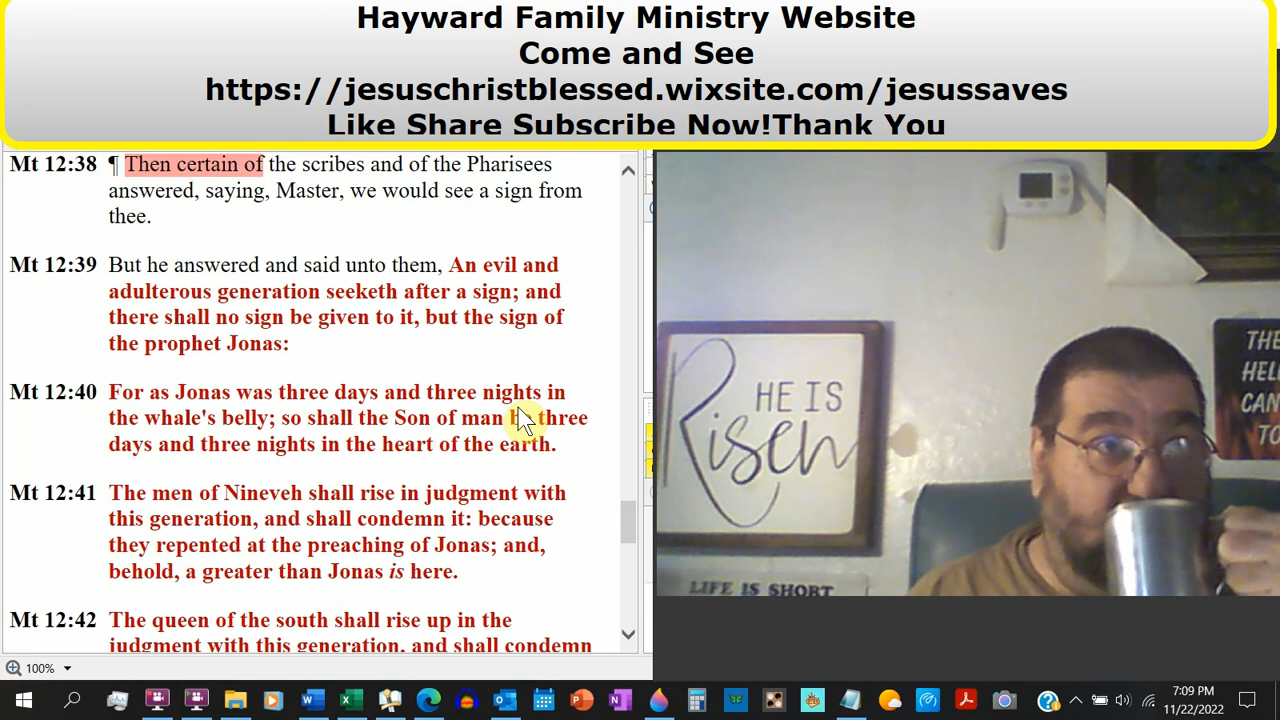 Hayward Family Ministry Website
Come and See
https://jesuschristblessed.wixsite.com/jesussaves
Like Share Subscribe Now!Thank You
Mt 12:38 ¶ Then certain of the scribes and of the Pharisees
answered, saying, Master, we would see a sign from
thee.
Mt 12:39 But he answered and said unto them, An evil and
adulterous generation seeketh after a sign; and
there shall no sign be given to it, but the sign of
the prophet Jonas:
Mt 12:40 For as Jonas was three days and three nights in
the whale's belly; so shall the Son of man three
days and three nights in the heart of the earth.
Mt 12:41 The men of Nineveh shall rise in judgment with
this generation, and shall condemn it: because
they repented at the preaching of Jonas; and,
behold, a greater than Jonas is here.
Mt 12:42 The queen of the south shall rise up in the
judgment with this generation, and shall condemn
HE IS
Risen
THE
HEL
CAN
TO
LIFE IS SHORT
100%
7:09 PM
11/22/2022